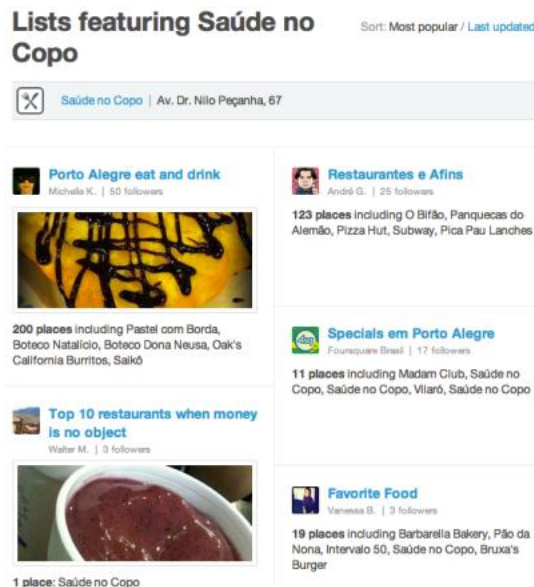 Lists featuring Saúde no
Copo
Sort: Most popular / Last updated
Saúde no Copo | Av. Dr. Nilo Peçanha, 67
Porto Alegre eat and drink
Michelle K. | 50 followers
200 places including Pastel com Borda,
Boteco Natalício, Boteco Dona Neusa, Oak's
California Burritos, Saikô
Top 10 restaurants when money
is no object
Walter M. | 3 followers
1 place: Saúde no Copo
Restaurantes e Afins
André G. | 25 followers
123 places including O Bifão, Panquecas do
Alemão, Pizza Hut, Subway, Pica Pau Lanches
Specials em Porto Alegre
Foursquare Brasil | 17 followers
11 places including Madam Club, Saúde no
Copo, Saúde no Copo, Vilaró, Saúde no Copo
Favorite Food
Vanessa B. | 3 followers
19 places including Barbarella Bakery, Pão da
Nona, Intervalo 50, Saúde no Copo, Bruxa's
Burger